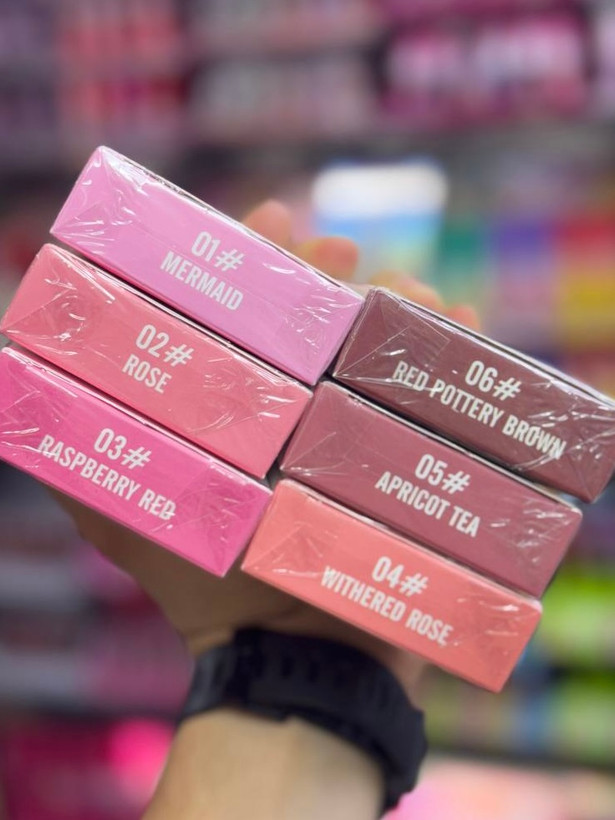 01#
MERMAID
02#
ROSE
03#
RASPBERRY RED
06#
RED POTTERY BROWN
05#
APRICOT TEA
04#
WITHERED ROSE